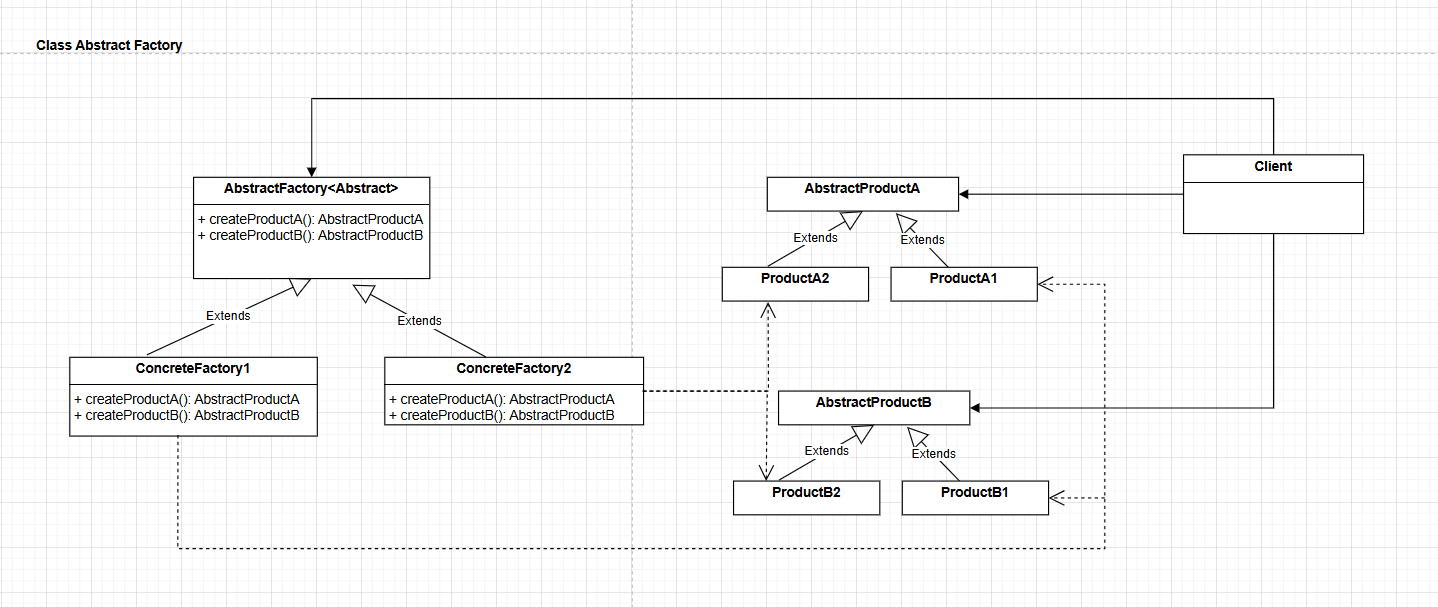 Class Abstract Factory
AbstractFactory<Abstract>
+ createProductA(): AbstractProductA
+ createProductB(): AbstractProductB
Extends
Extends
ConcreteFactory1
+ createProductA(): AbstractProductA
+ createProductB(): AbstractProductB
ConcreteFactory2
+ createProductA(): AbstractProductA
+ createProductB(): AbstractProductB
AbstractProductA
Extends
Extends
ProductA2
ProductA1
AbstractProductB
Extends
Extends
ProductB2
ProductB1
Client